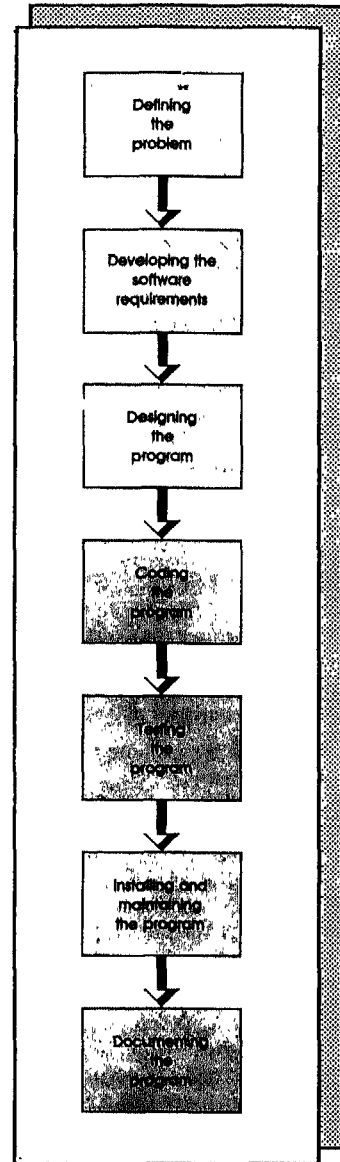 Defining
the
problem
Developing the
software
requirements
Designing
the
program
Coding
the
program
Testing
the
program
Installing and
maintaining
the program
Documenting
the
program